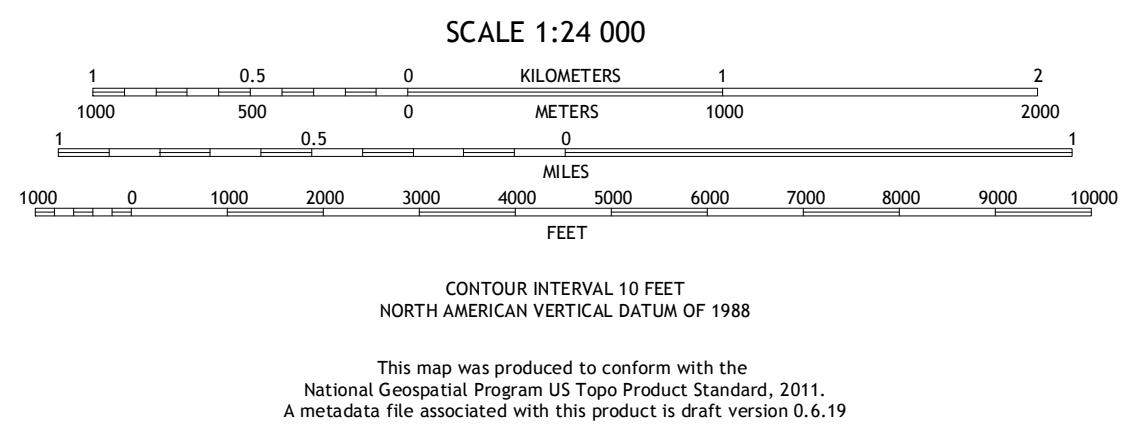 SCALE 1:24 000
1 0.5 0 KILOMETERS 1 2
1000 500 0 METERS 1000 2000
1 0.5 0 1
MILES
1000 0 1000 2000 3000 4000 5000 6000 7000 8000 9000 10000
FEET
CONTOUR INTERVAL 10 FEET
NORTH AMERICAN VERTICAL DATUM OF 1988
This map was produced to conform with the
National Geospatial Program US Topo Product Standard, 2011.
A metadata file associated with this product is draft version 0.6.19